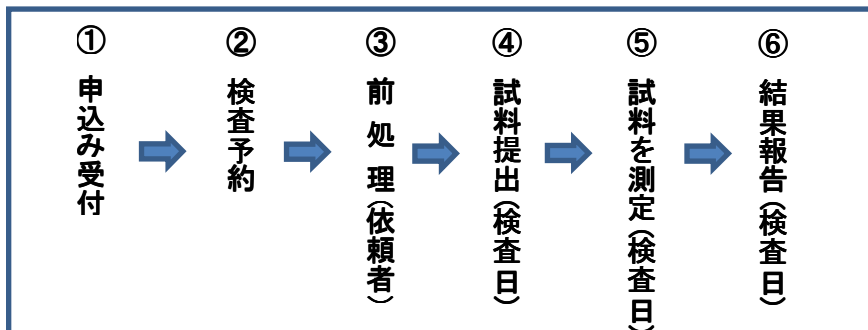 ①
申込み受付
②
検査予約
③
前処理(依頼者)
④
試料提出(検査日)
⑤
試料を測定(検査日)
⑥
結果報告(検査日)